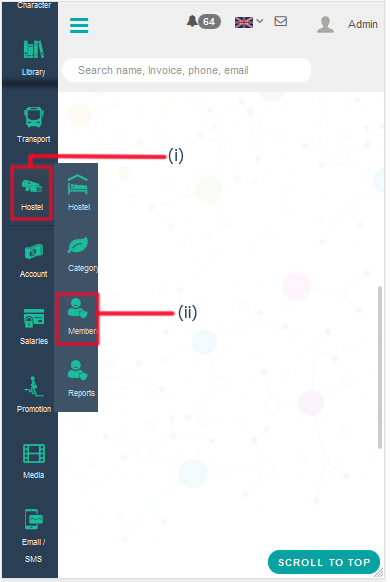 Character
64
Admin
Search name, Invoice, phone, email
Library
Transport
(i)
Hostel
Hostel
Category
Account
(ii)
Member
Salaries
Reports
Promotion
Media
Email /
SMS
SCROLL TO TOP